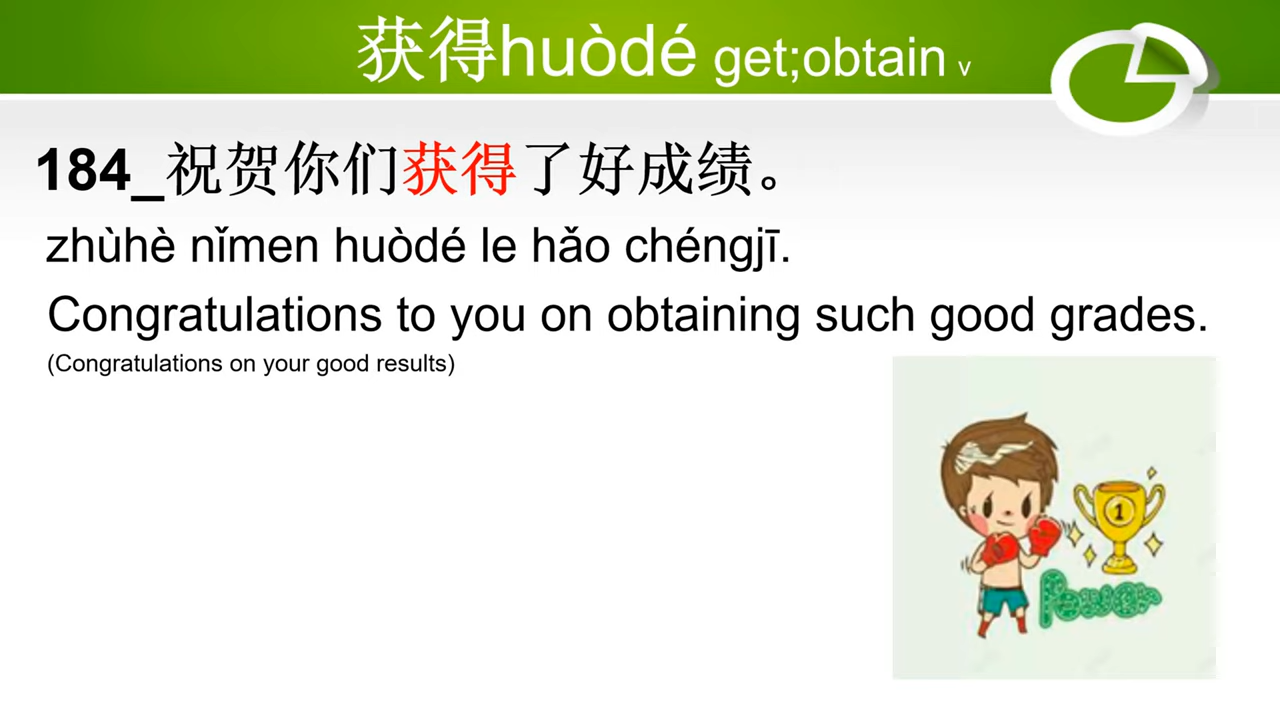 获得huòdé get;obtain v
184_祝贺你们获得了好成绩。
zhùhè nǐmen huòdé le hǎo chéngjī.
Congratulations to you on obtaining such good grades.
(Congratulations on your good results)
1
Power